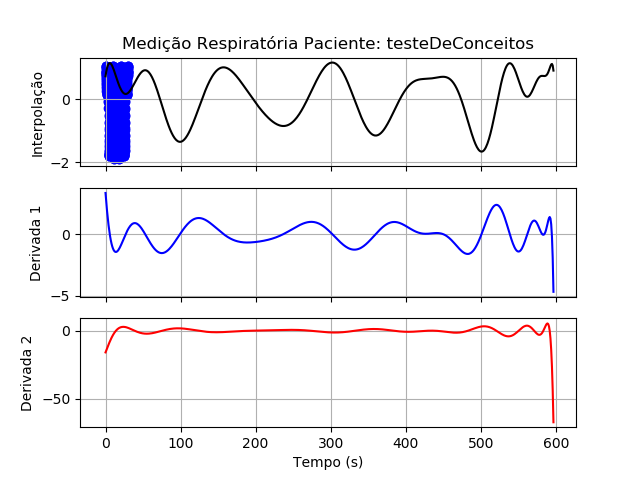 Medição Respiratória Paciente: testeDeConceitos
Interpolação
0
−2
Derivada 1
0
−5
Derivada 2
0
−50
0 100 200 300 400 500 600
Tempo (s)